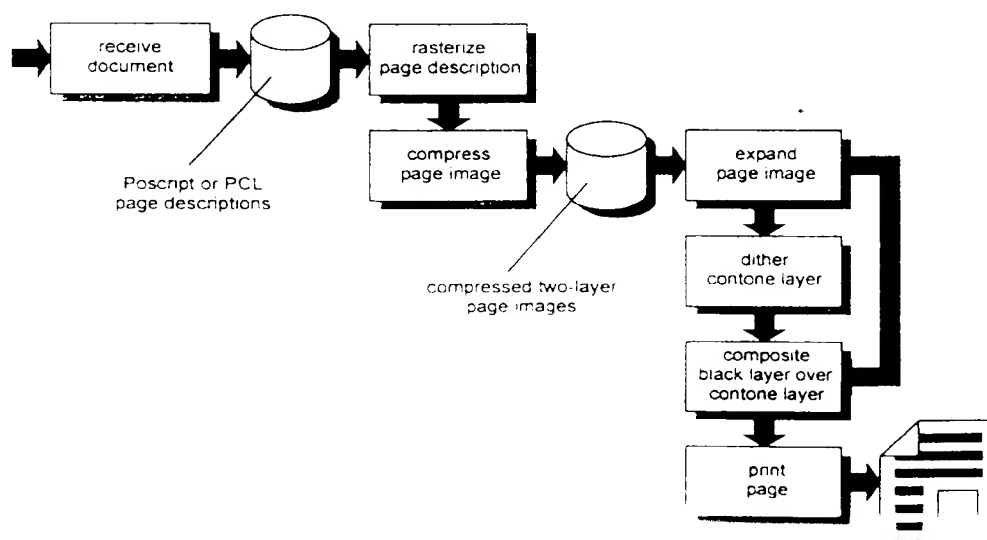 receive
document
rasterize
page description
compress
page image
Poscript or PCL
page descriptions
expand
page image
compressed two-layer
page images
dither
contone layer
composite
black layer over
contone layer
print
page